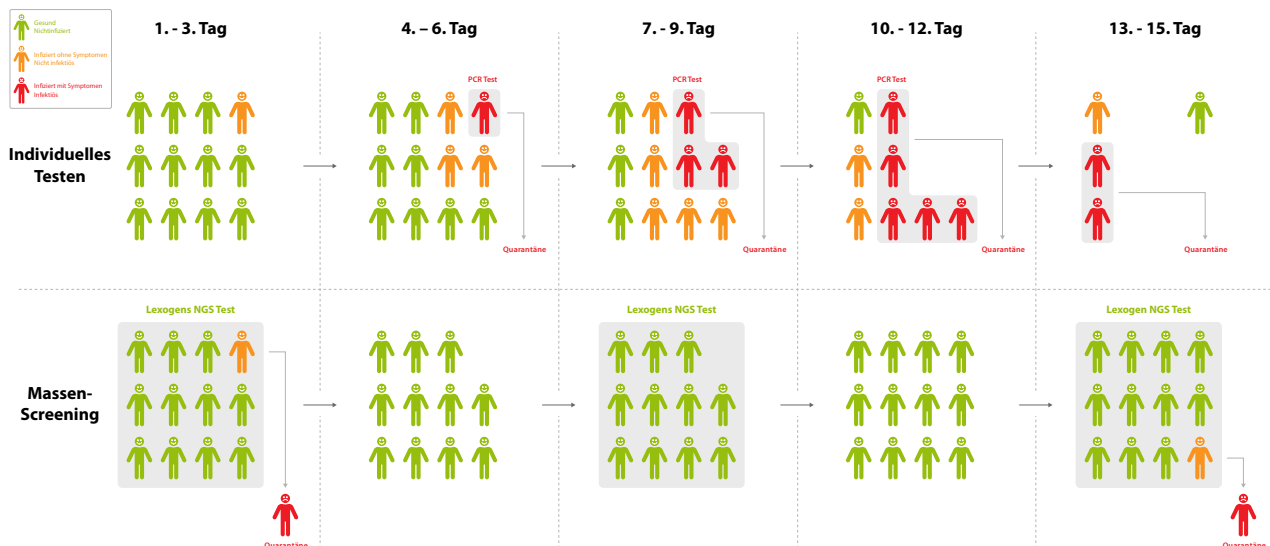 Gesund
Nichtinfiziert
Infiziert ohne Symptomen
Nicht infektiös
Infiziert mit Symptomen
Infektiös
1. - 3. Tag
4. – 6. Tag
7. - 9. Tag
10. - 12. Tag
13. - 15. Tag
PCR Test
PCR Test
PCR Test
Individuelles
Testen
Quarantäne
Quarantäne
Quarantäne
Quarantäne
Lexogens NGS Test
Lexogens NGS Test
Lexogen NGS Test
Massen-
Screening
Quarantäne
Quarantäne